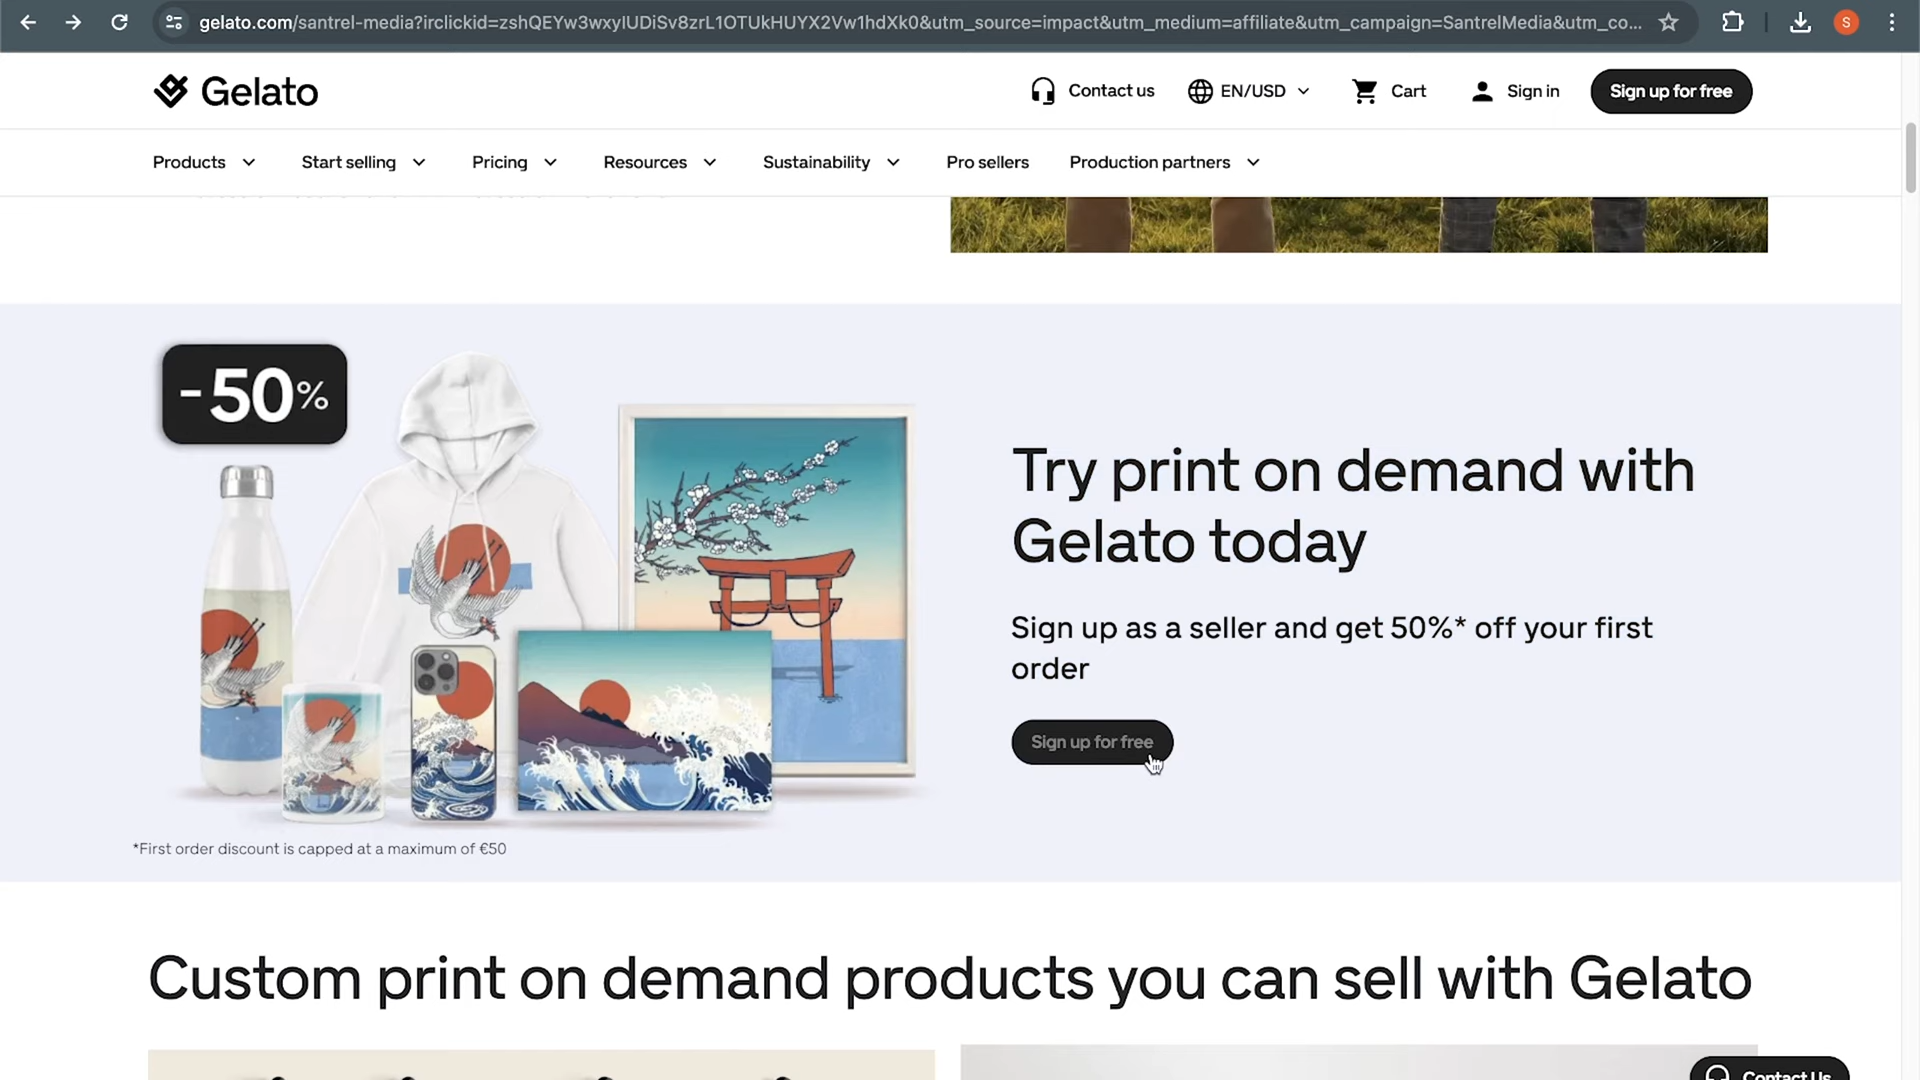 gelato.com/santrel-media?irclickid=zshQEYw3wxyIUDiSv8zrL1OTUkHUYX2Vw1hdXk0&utm_source=impact&utm_medium=affiliate&utm_campaign=SantrelMedia&utm_co...
S
Gelato
Contact us
EN/USD
Cart
Sign in
Sign up for free
Products
Start selling
Pricing
Resources
Sustainability
Pro sellers
Production partners
-50%
Try print on demand with
Gelato today
Sign up as a seller and get 50%* off your first
order
Sign up for free
*First order discount is capped at a maximum of €50
Custom print on demand products you can sell with Gelato
Contact Us